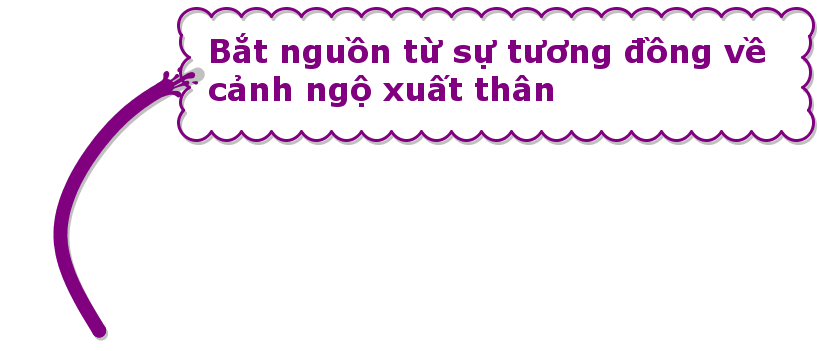 Bắt nguồn từ sự tương đồng về
cảnh ngộ xuất thân